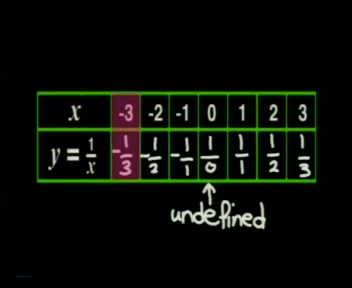 x -3 -2 -1 0 1 2 3
y = 1/x -1/3 -1/2 -1/1 1/0 1/1 1/2 1/3
undefined